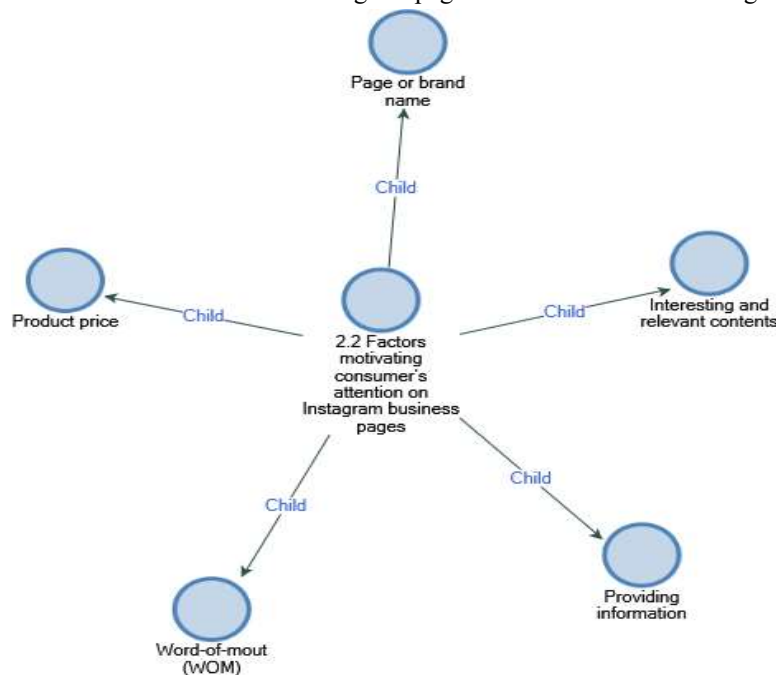 Page or brand
name
Child
Product price
Child
Child
Interesting and
relevant contents
2.2 Factors
motivating
consumer's
attention on
Instagram business
pages
Child
Child
Providing
information
Word-of-mout
(WOM)